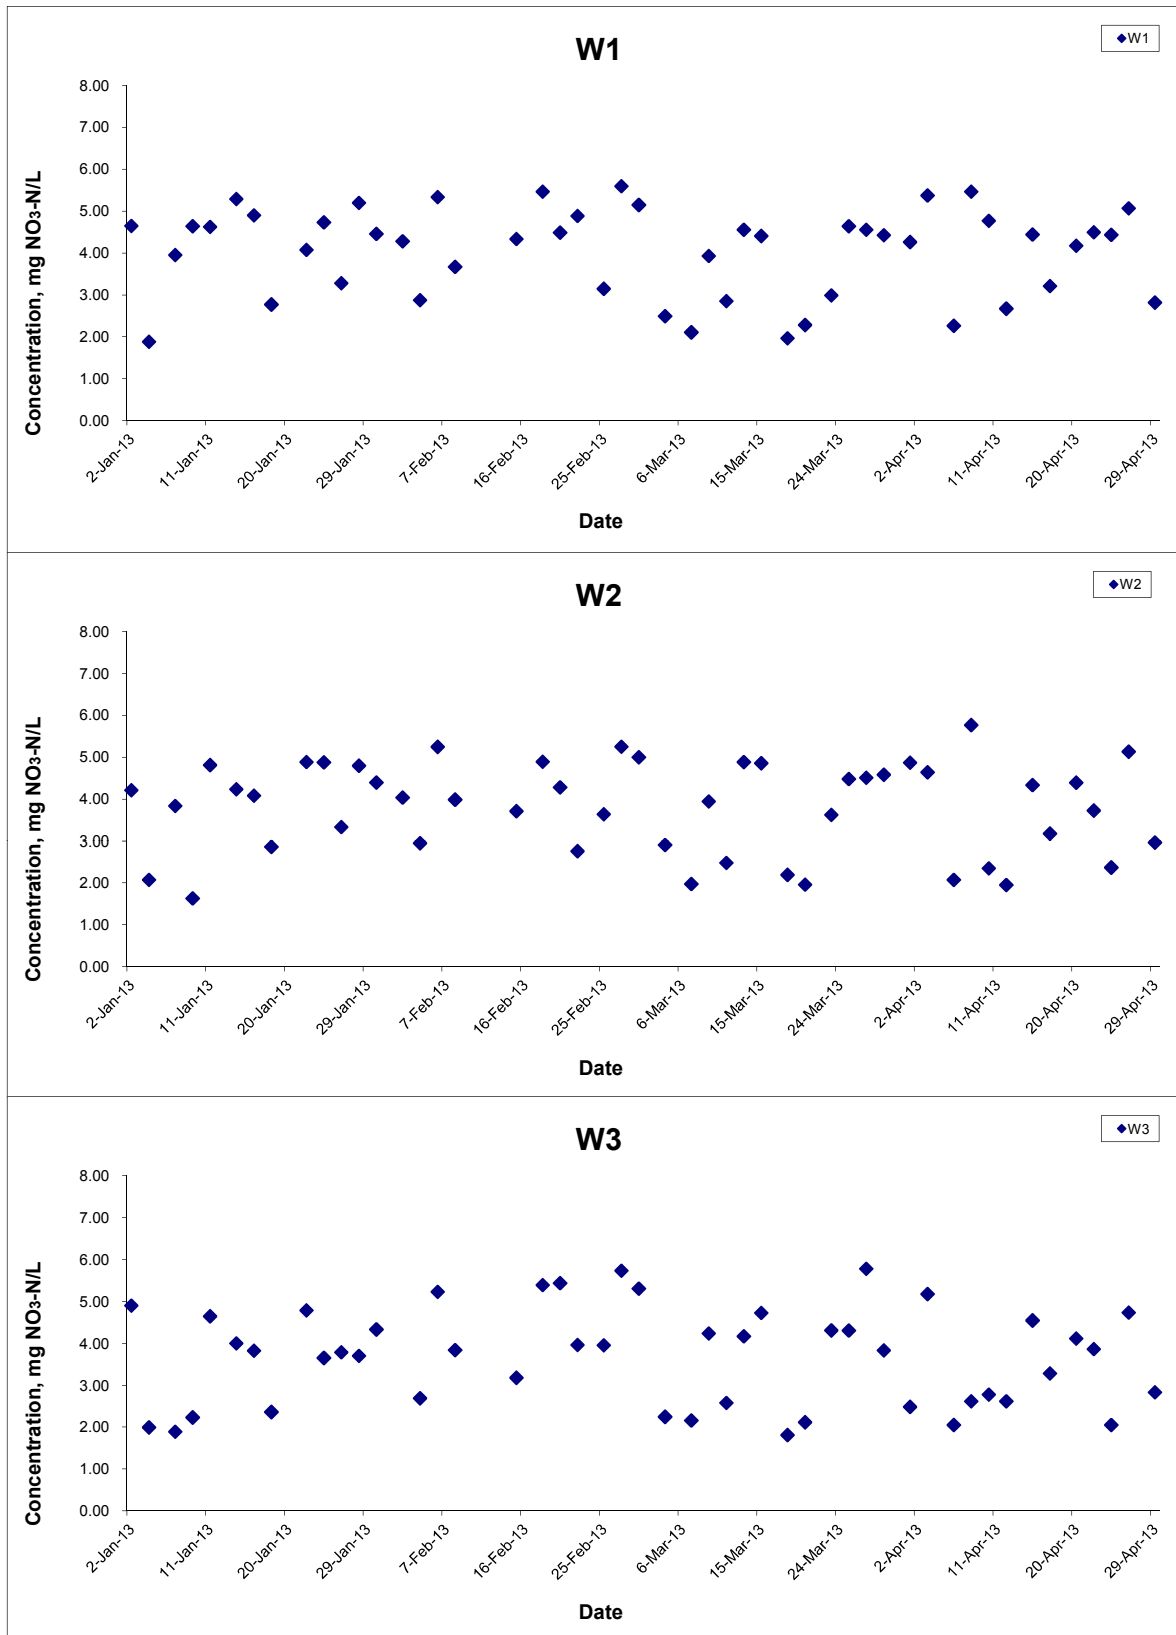 W1
W1
8.00
7.00
6.00
5.00
4.00
3.00
2.00
1.00
0.00
Concentration, mg NO3-N/L
2-Jan-13
11-Jan-13
20-Jan-13
29-Jan-13
7-Feb-13
16-Feb-13
25-Feb-13
6-Mar-13
15-Mar-13
24-Mar-13
2-Apr-13
11-Apr-13
20-Apr-13
29-Apr-13
Date
W2
W2
8.00
7.00
6.00
5.00
4.00
3.00
2.00
1.00
0.00
Concentration, mg NO3-N/L
2-Jan-13
11-Jan-13
20-Jan-13
29-Jan-13
7-Feb-13
16-Feb-13
25-Feb-13
6-Mar-13
15-Mar-13
24-Mar-13
2-Apr-13
11-Apr-13
20-Apr-13
29-Apr-13
Date
W3
W3
8.00
7.00
6.00
5.00
4.00
3.00
2.00
1.00
0.00
Concentration, mg NO3-N/L
2-Jan-13
11-Jan-13
20-Jan-13
29-Jan-13
7-Feb-13
16-Feb-13
25-Feb-13
6-Mar-13
15-Mar-13
24-Mar-13
2-Apr-13
11-Apr-13
20-Apr-13
29-Apr-13
Date